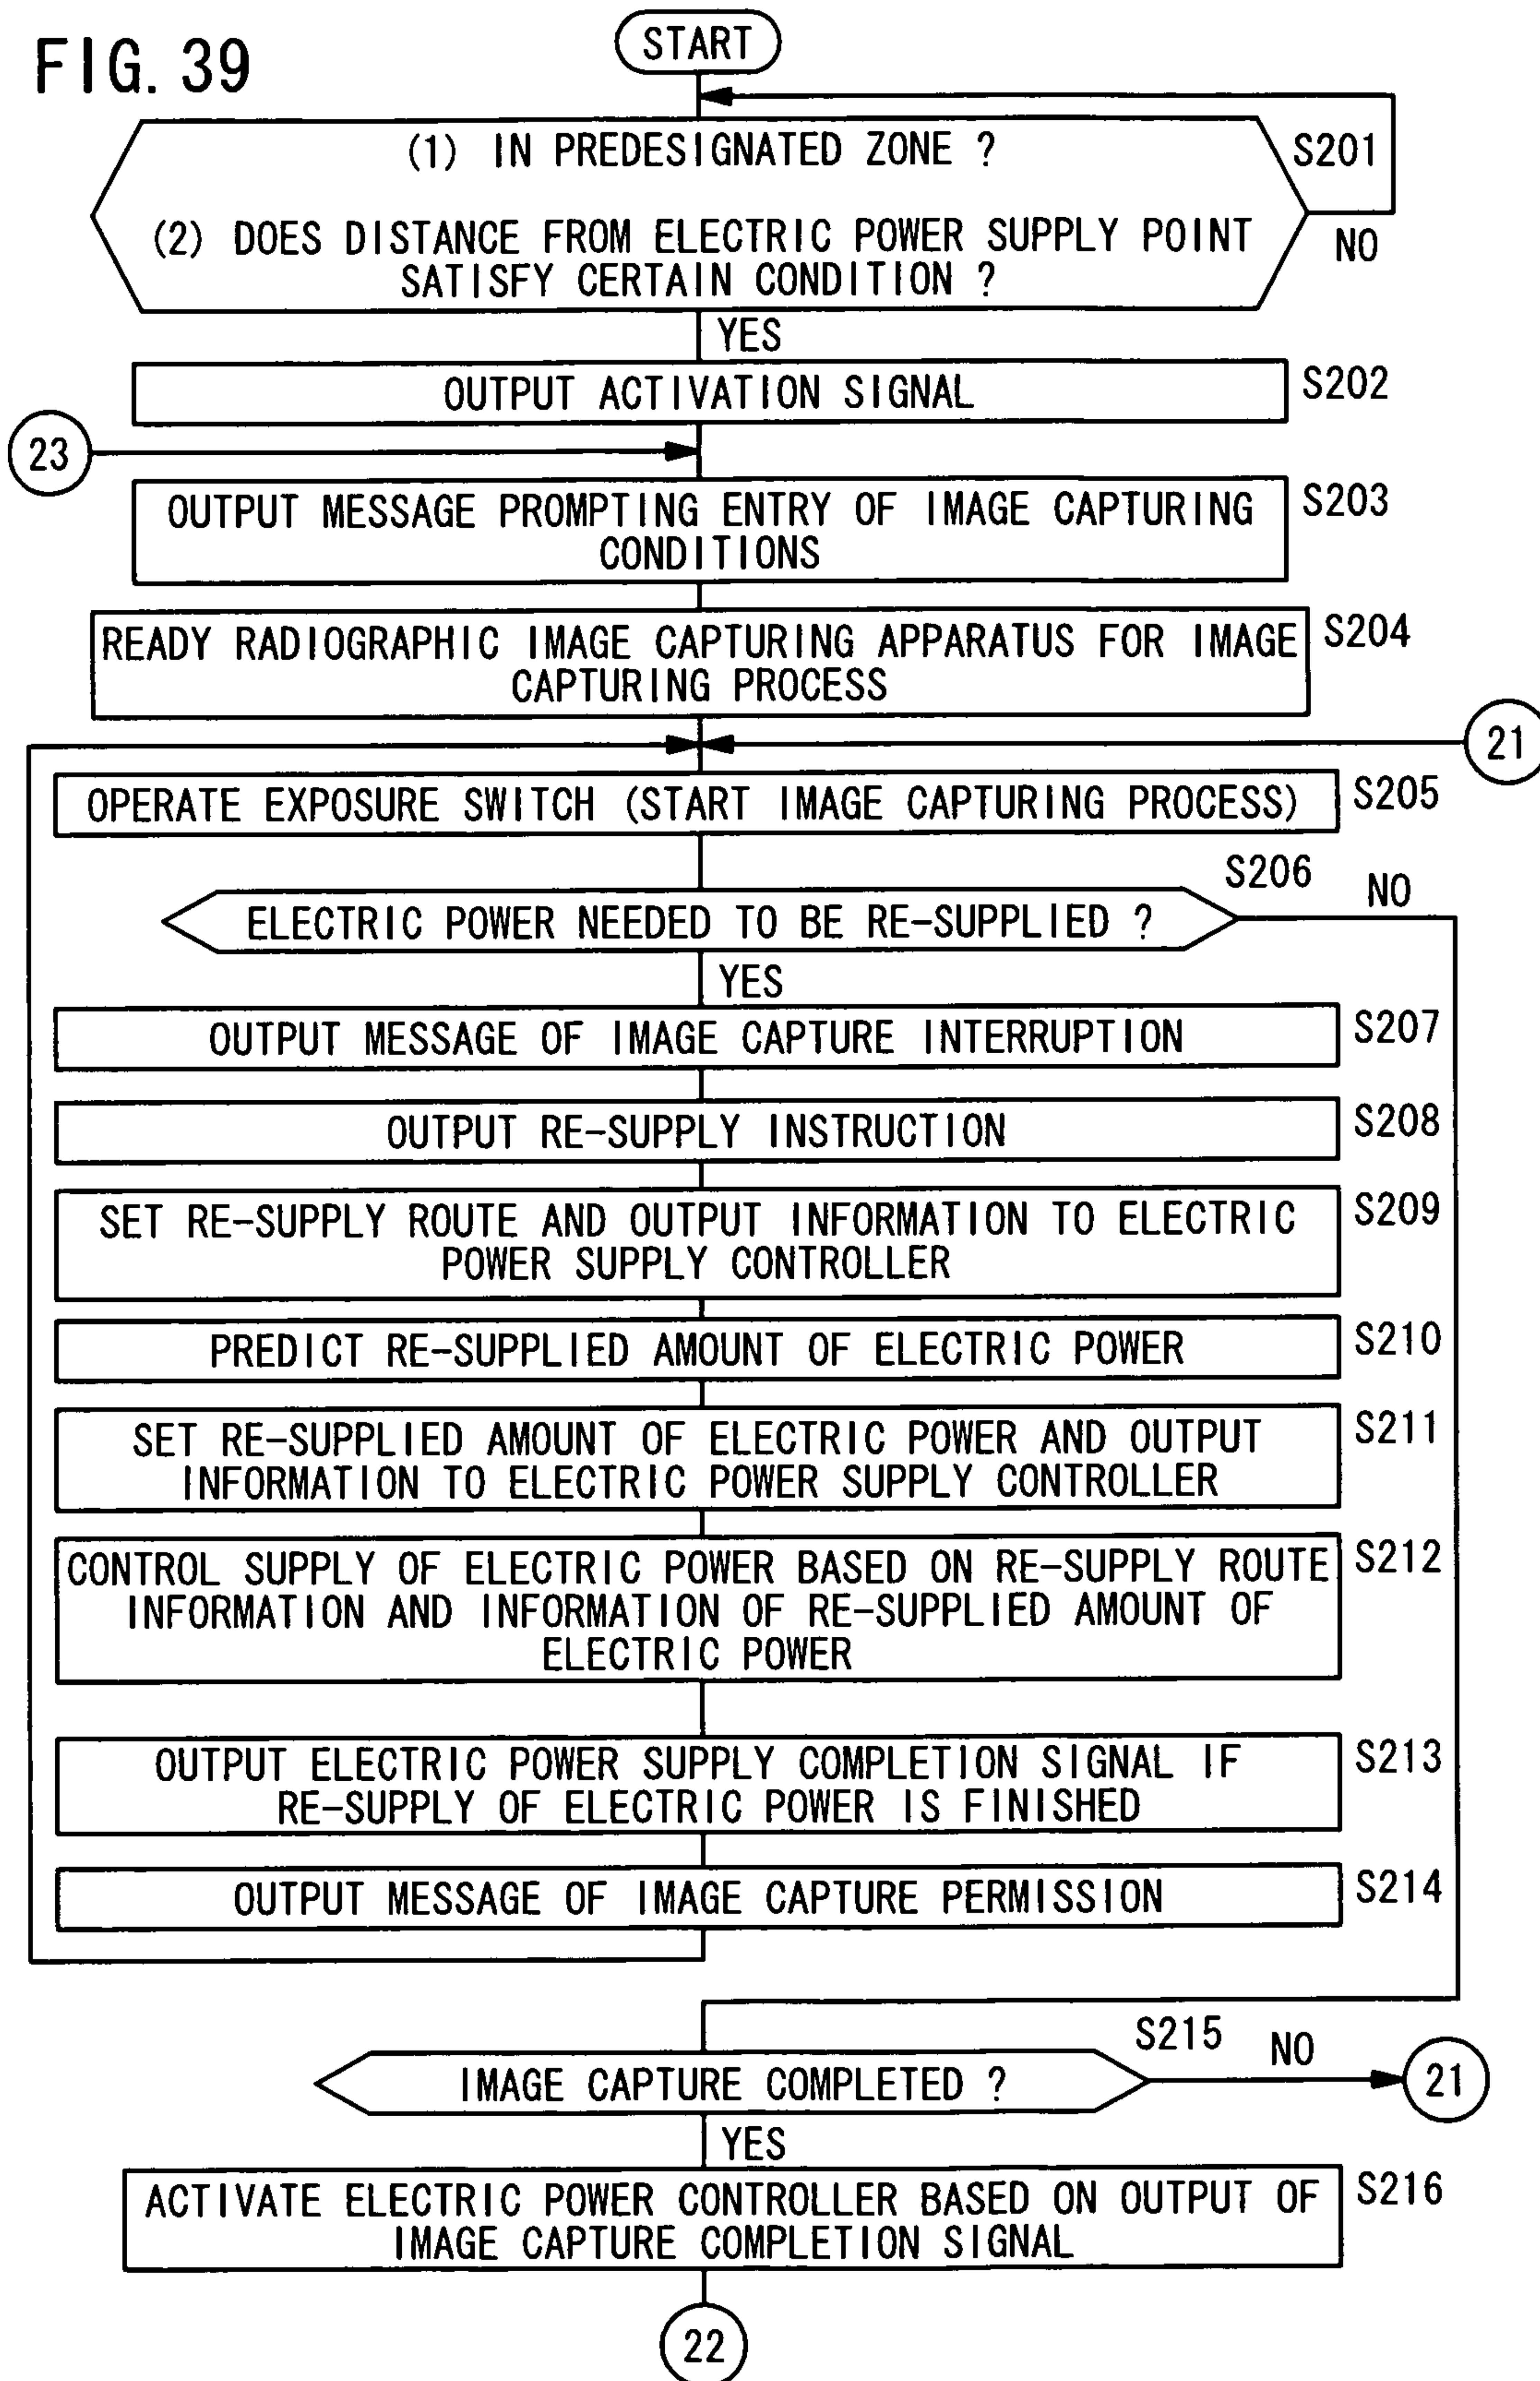 FIG. 39
START
(1) IN PREDESIGNATED ZONE ?
S201
(2) DOES DISTANCE FROM ELECTRIC POWER SUPPLY POINT
SATISFY CERTAIN CONDITION ?
NO
YES
OUTPUT ACTIVATION SIGNAL
S202
23
OUTPUT MESSAGE PROMPTING ENTRY OF IMAGE CAPTURING
CONDITIONS
S203
READY RADIOGRAPHIC IMAGE CAPTURING APPARATUS FOR IMAGE
CAPTURING PROCESS
S204
21
OPERATE EXPOSURE SWITCH (START IMAGE CAPTURING PROCESS)
S205
S206
NO
ELECTRIC POWER NEEDED TO BE RE-SUPPLIED ?
YES
OUTPUT MESSAGE OF IMAGE CAPTURE INTERRUPTION
S207
OUTPUT RE-SUPPLY INSTRUCTION
S208
SET RE-SUPPLY ROUTE AND OUTPUT INFORMATION TO ELECTRIC
POWER SUPPLY CONTROLLER
S209
PREDICT RE-SUPPLIED AMOUNT OF ELECTRIC POWER
S210
SET RE-SUPPLIED AMOUNT OF ELECTRIC POWER AND OUTPUT
INFORMATION TO ELECTRIC POWER SUPPLY CONTROLLER
S211
CONTROL SUPPLY OF ELECTRIC POWER BASED ON RE-SUPPLY ROUTE
INFORMATION AND INFORMATION OF RE-SUPPLIED AMOUNT OF
ELECTRIC POWER
S212
OUTPUT ELECTRIC POWER SUPPLY COMPLETION SIGNAL IF
RE-SUPPLY OF ELECTRIC POWER IS FINISHED
S213
OUTPUT MESSAGE OF IMAGE CAPTURE PERMISSION
S214
S215
NO
IMAGE CAPTURE COMPLETED ?
21
YES
ACTIVATE ELECTRIC POWER CONTROLLER BASED ON OUTPUT OF
IMAGE CAPTURE COMPLETION SIGNAL
S216
22